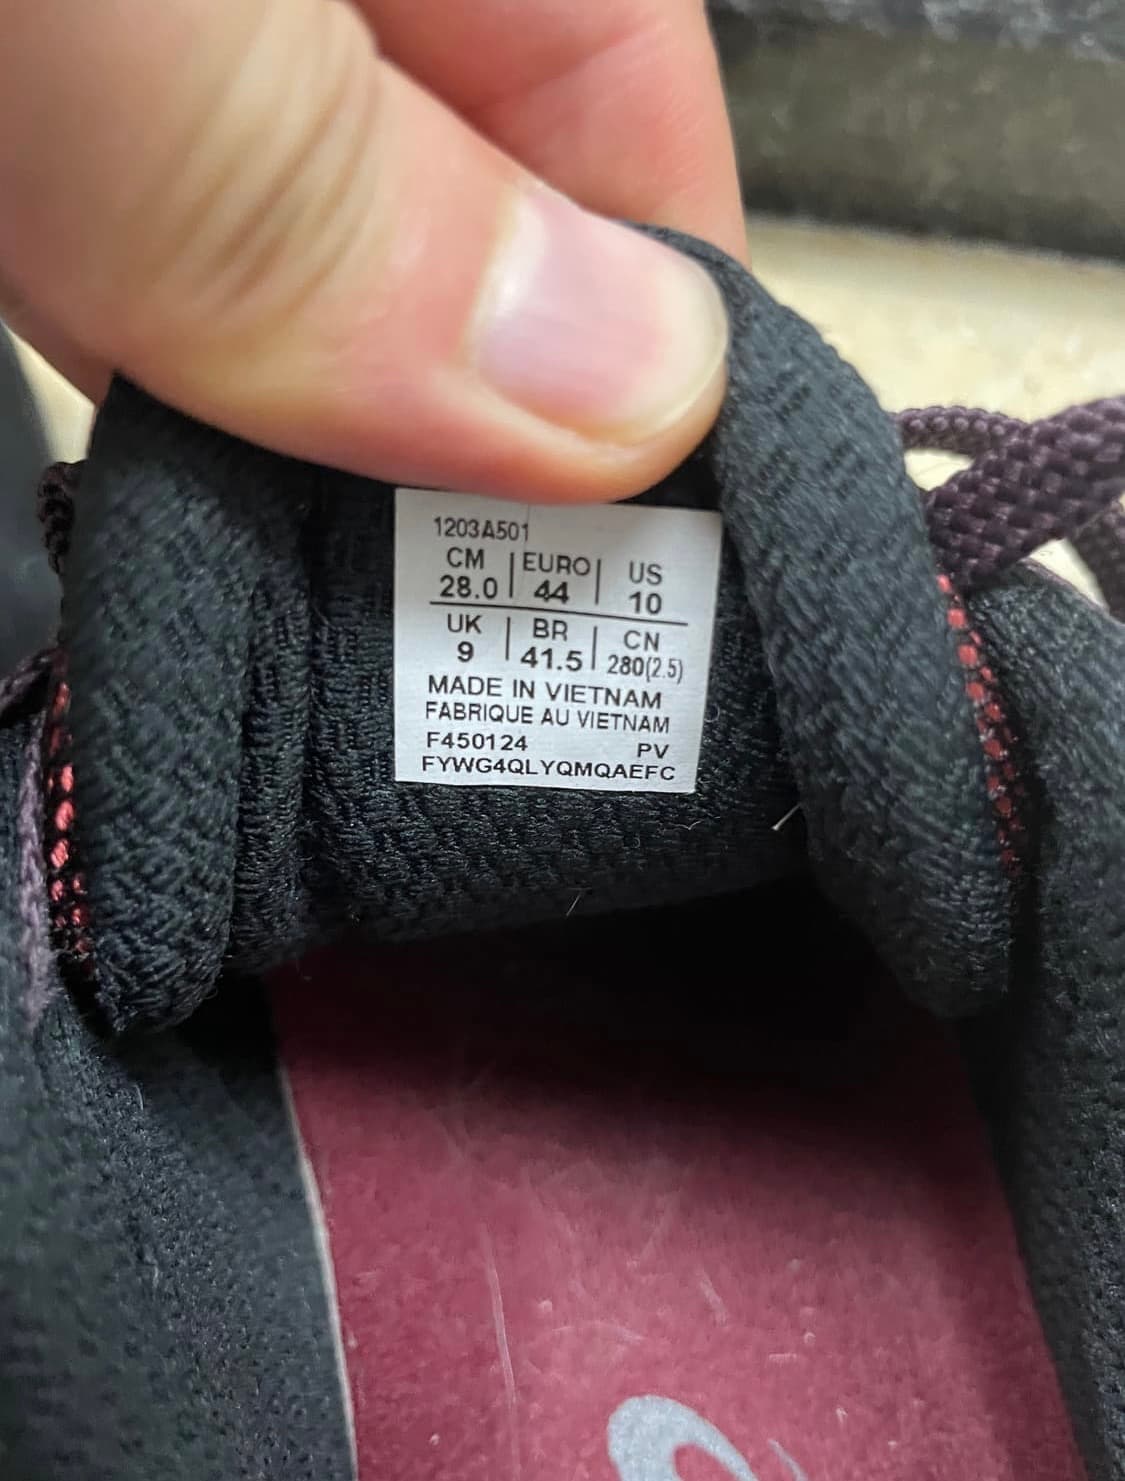 1203A501
CM | EURO | US
28.0 | 44 | 10
UK | BR | CN
9 | 41.5 | 280(2.5)
MADE IN VIETNAM
FABRIQUE AU VIETNAM
F450124 PV
FYWG4QLYQMQAEFC